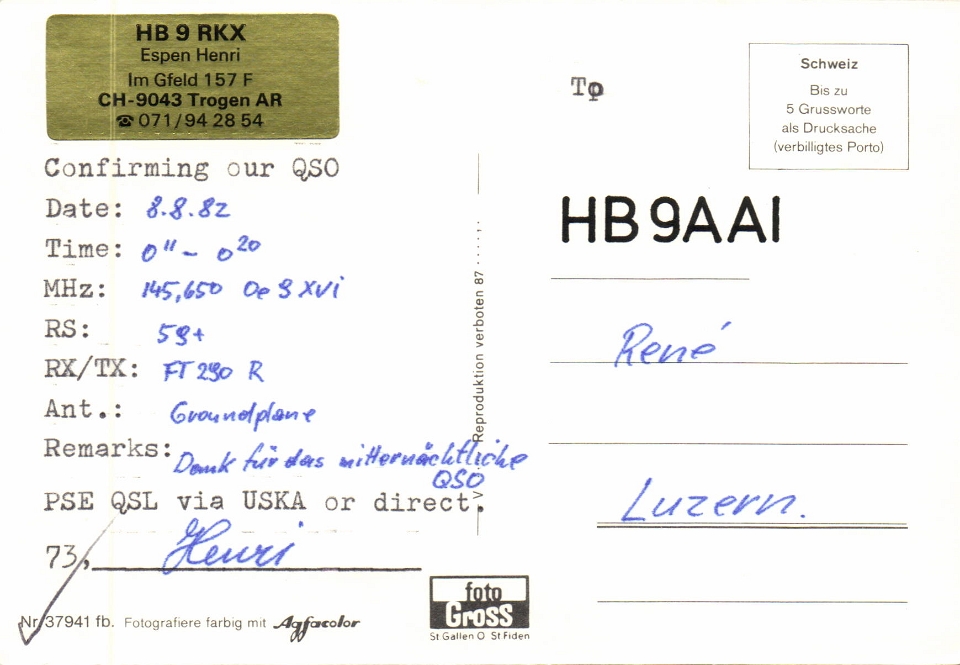 HB 9 RKX
Espen Henri
Im Gfeld 157 F
CH-9043 Trogen AR
☎ 071/94 28 54
Confirming our QSO
Date: 8.8.82
Time: 0¹¹ – 0²⁰
MHz: 145,650 Oe 9 XVI
RS: 59+
RX/TX: FT 290 R
Ant.: Groundplane
Remarks: Dank für das mitternächtliche
QSO
PSE QSL via USKA or direct.
73, Henri
Nr. 37941 fb. Fotografiere farbig mit Agfacolor
Reproduktion verboten 87
foto
Gross
St Gallen O St Fiden
To
Schweiz
Bis zu
5 Grussworte
als Drucksache
(verbilligtes Porto)
HB9AAI
René
Luzern.